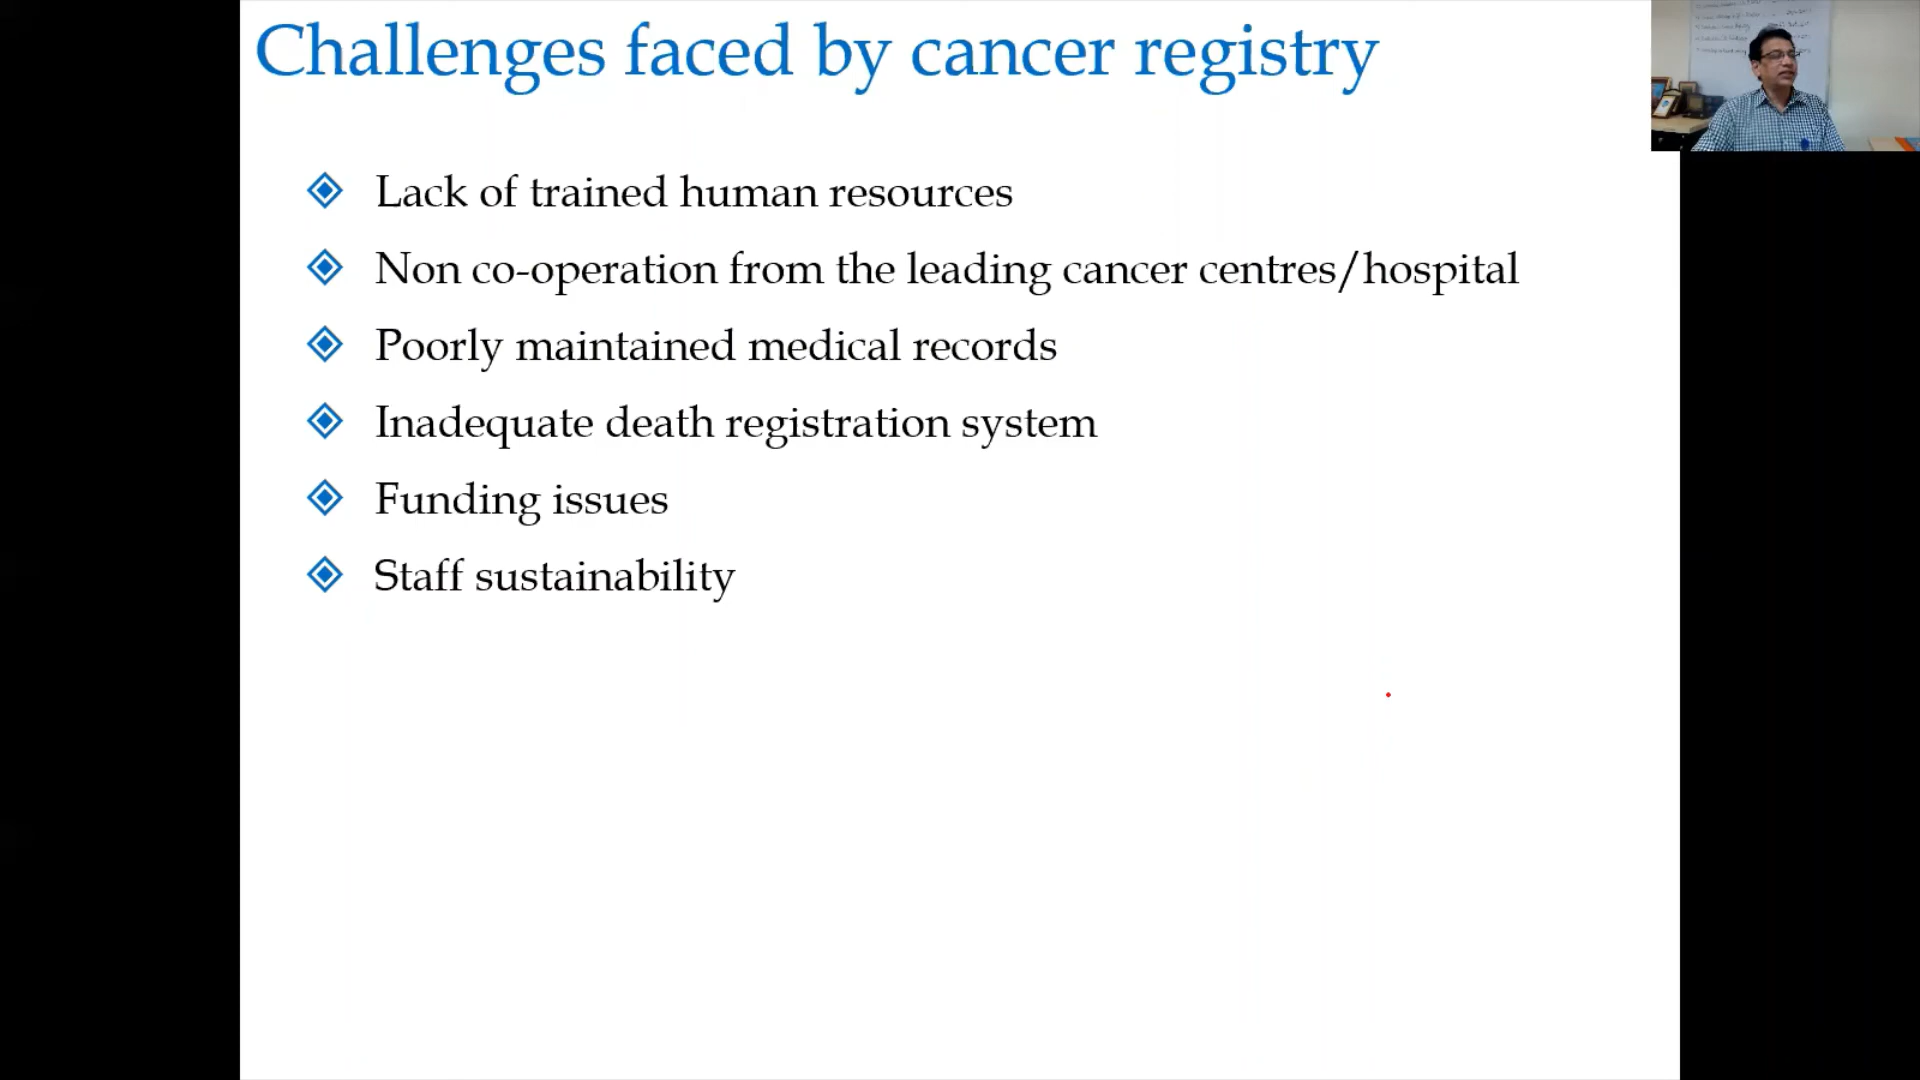 Challenges faced by cancer registry
Lack of trained human resources
Non co-operation from the leading cancer centres/hospital
Poorly maintained medical records
Inadequate death registration system
Funding issues
Staff sustainability